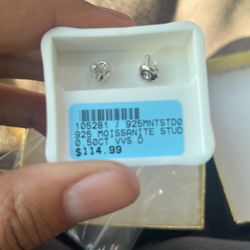 105281 / 925MNTSTD0
925 MOISSANITE STUD
0.50CT VVS D
$114.99